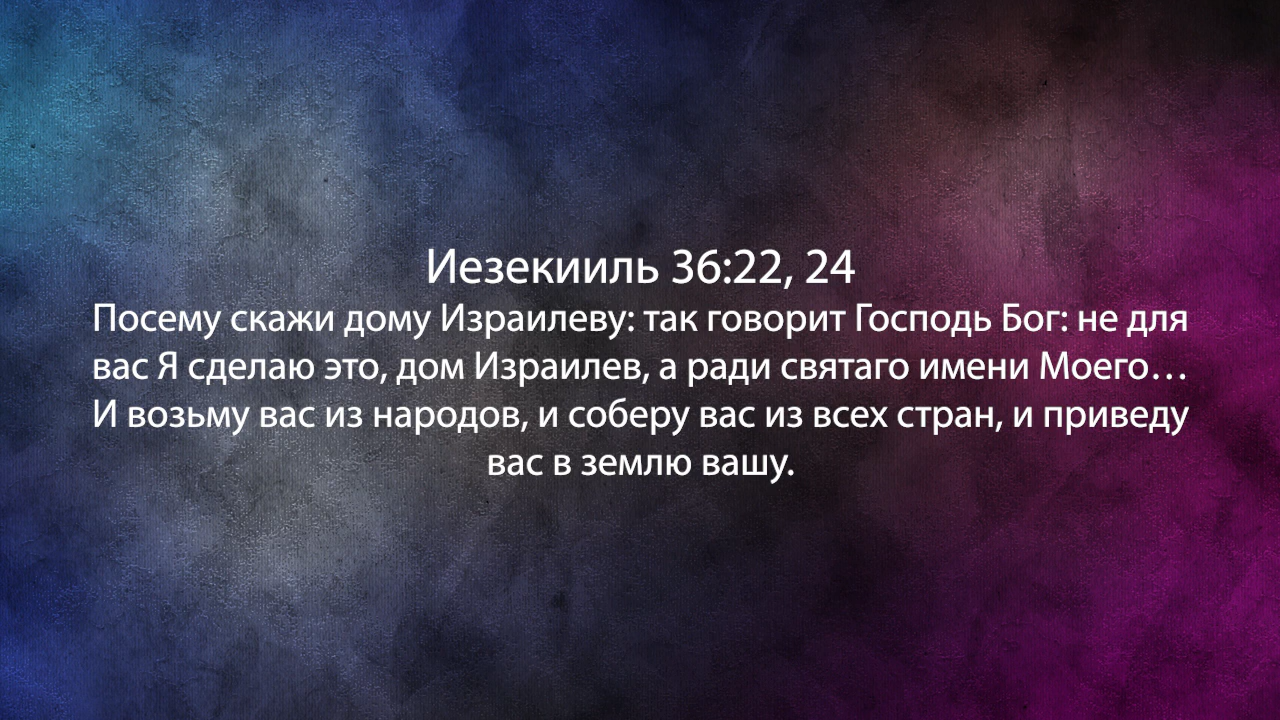 Иезекииль 36:22, 24
Посему скажи дому Израилеву: так говорит Господь Бог: не для
вас Я сделаю это, дом Израилев, а ради святаго имени Моего…
И возьму вас из народов, и соберу вас из всех стран, и приведу
вас в землю вашу.